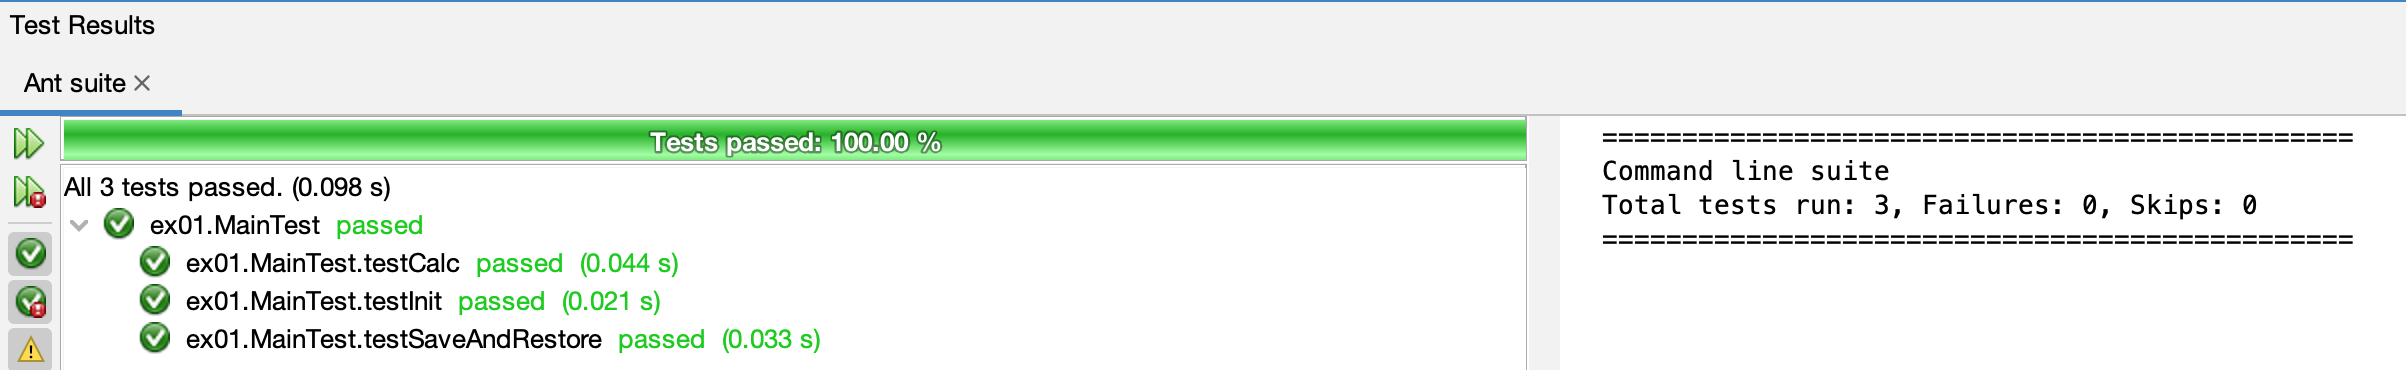 Test Results
Ant suite
Tests passed: 100.00 %
All 3 tests passed. (0.098 s)
ex01.MainTest passed
ex01.MainTest.testCalc passed (0.044 s)
ex01.MainTest.testInit passed (0.021 s)
ex01.MainTest.testSaveAndRestore passed (0.033 s)
===============================================
Command line suite
Total tests run: 3, Failures: 0, Skips: 0
===============================================